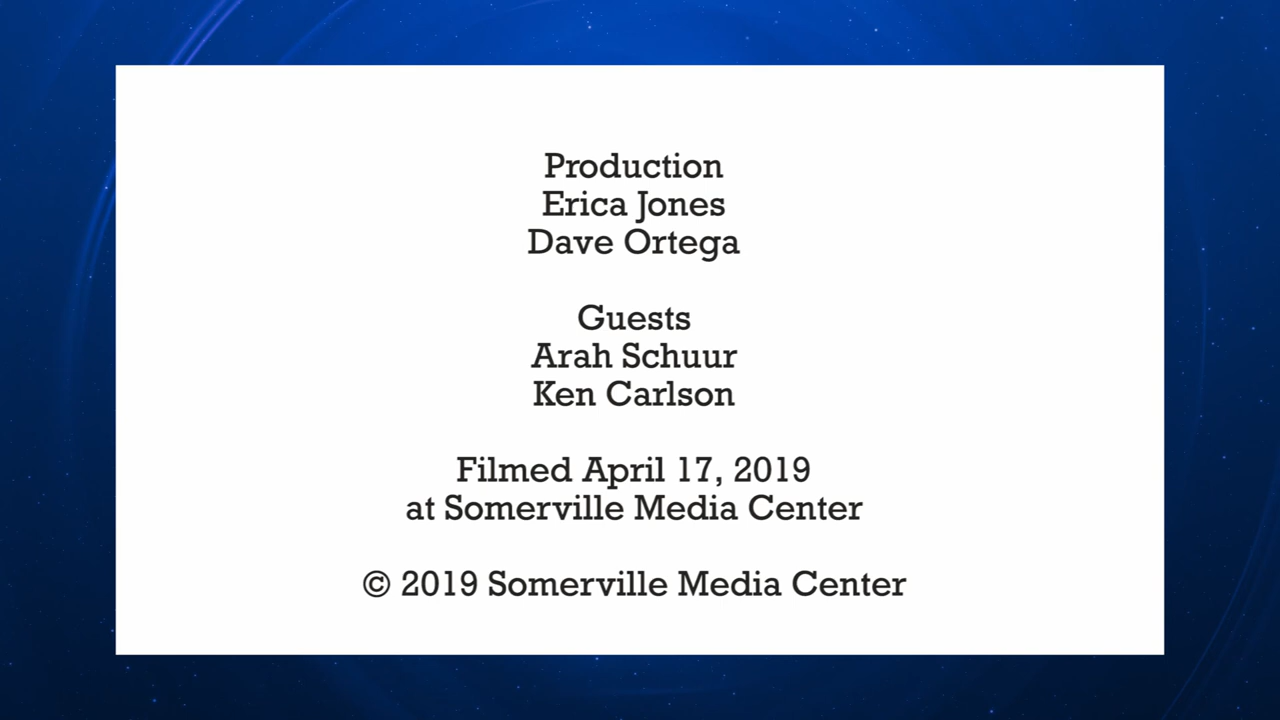 Production
Erica Jones
Dave Ortega
Guests
Arah Schuur
Ken Carlson
Filmed April 17, 2019
at Somerville Media Center
© 2019 Somerville Media Center